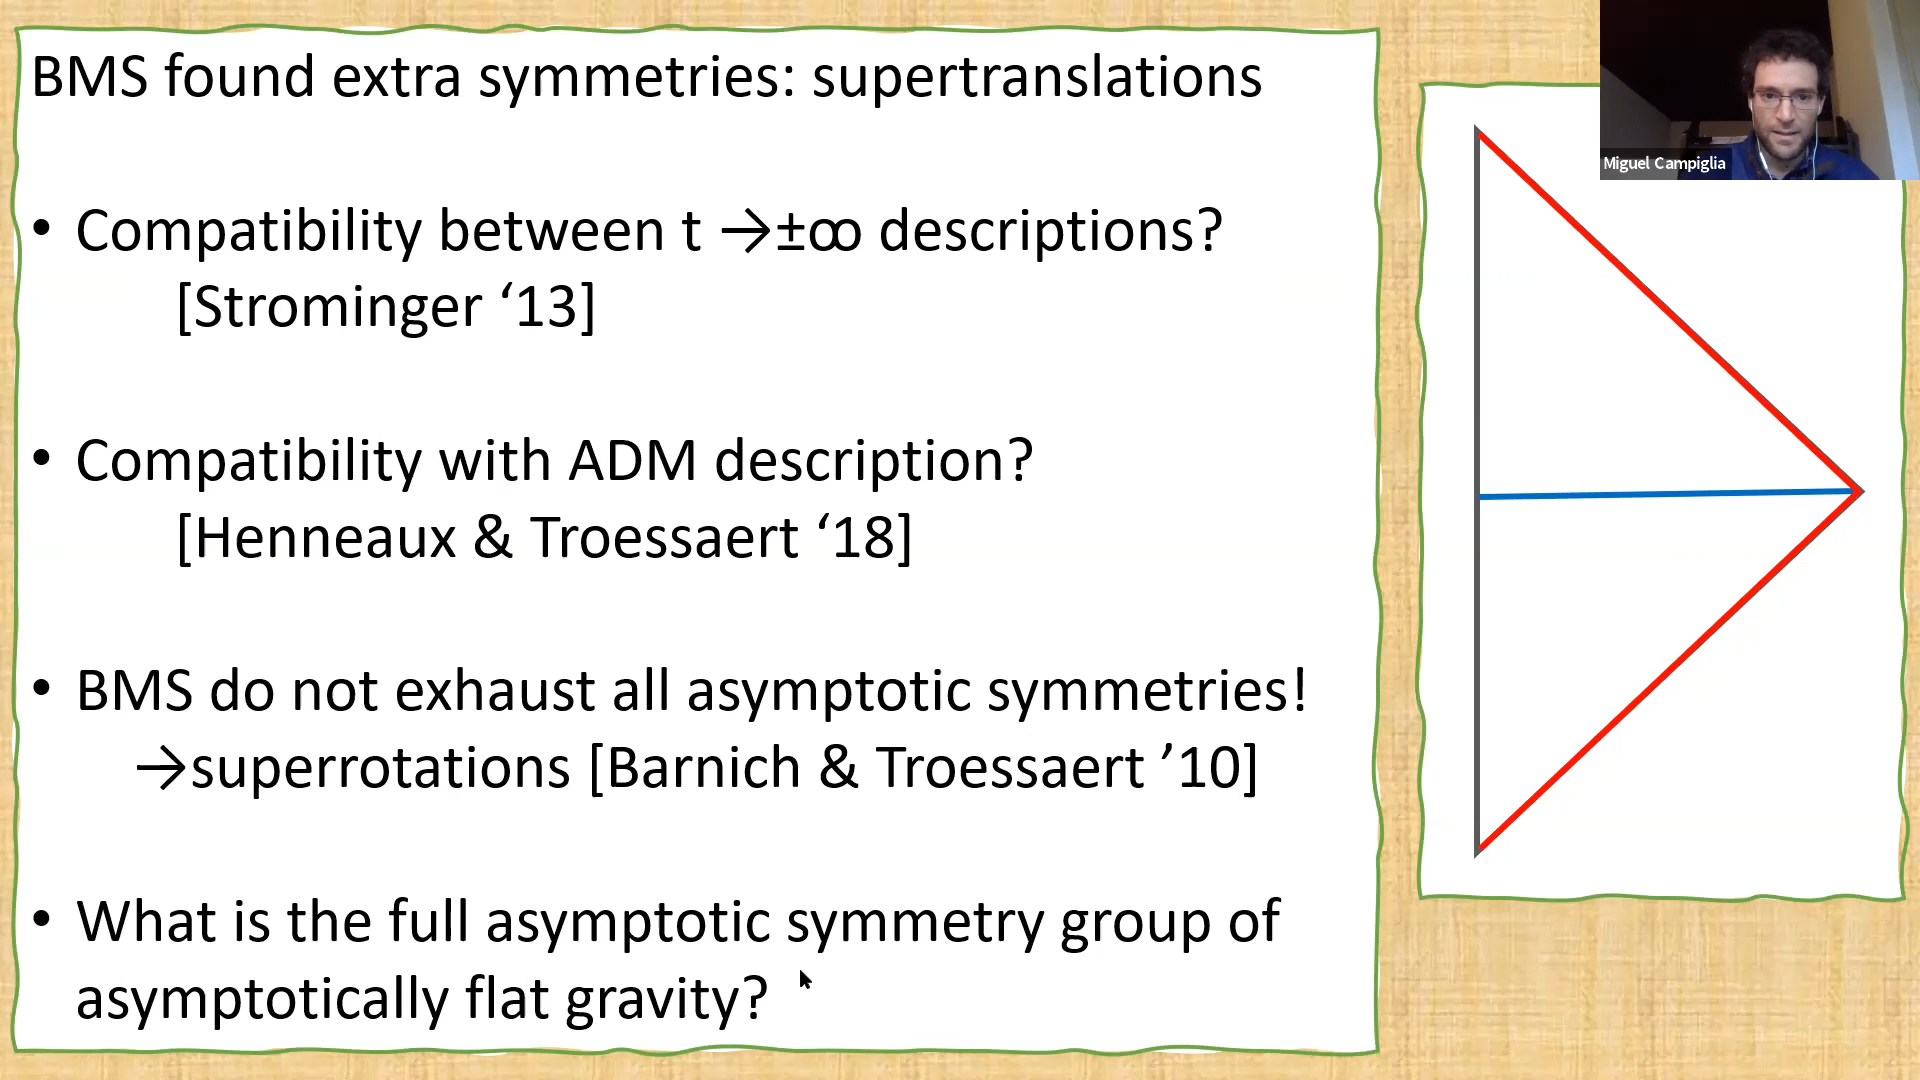 BMS found extra symmetries: supertranslations
• Compatibility between t →±∞ descriptions?
[Strominger ‘13]
• Compatibility with ADM description?
[Henneaux & Troessaert ‘18]
• BMS do not exhaust all asymptotic symmetries!
→superrotations [Barnich & Troessaert ’10]
• What is the full asymptotic symmetry group of
asymptotically flat gravity?
Miguel Campiglia